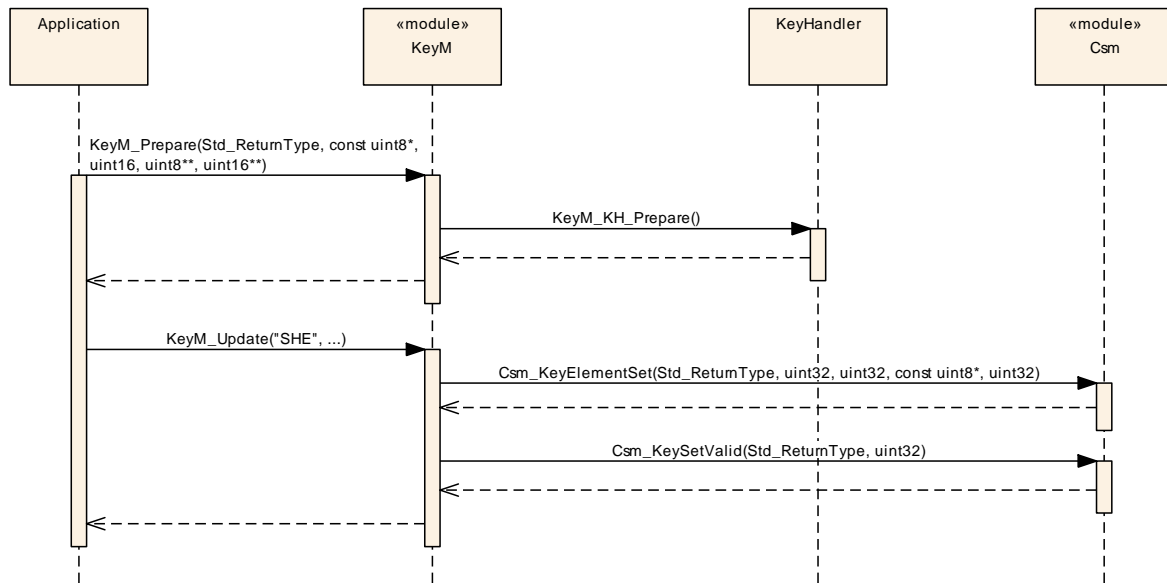 Application
«module»
KeyM
KeyHandler
«module»
Csm
KeyM_Prepare(Std_ReturnType, const uint8*,
uint16, uint8**, uint16**)
KeyM_KH_Prepare()
KeyM_Update("SHE", ...)
Csm_KeyElementSet(Std_ReturnType, uint32, uint32, const uint8*, uint32)
Csm_KeySetValid(Std_ReturnType, uint32)